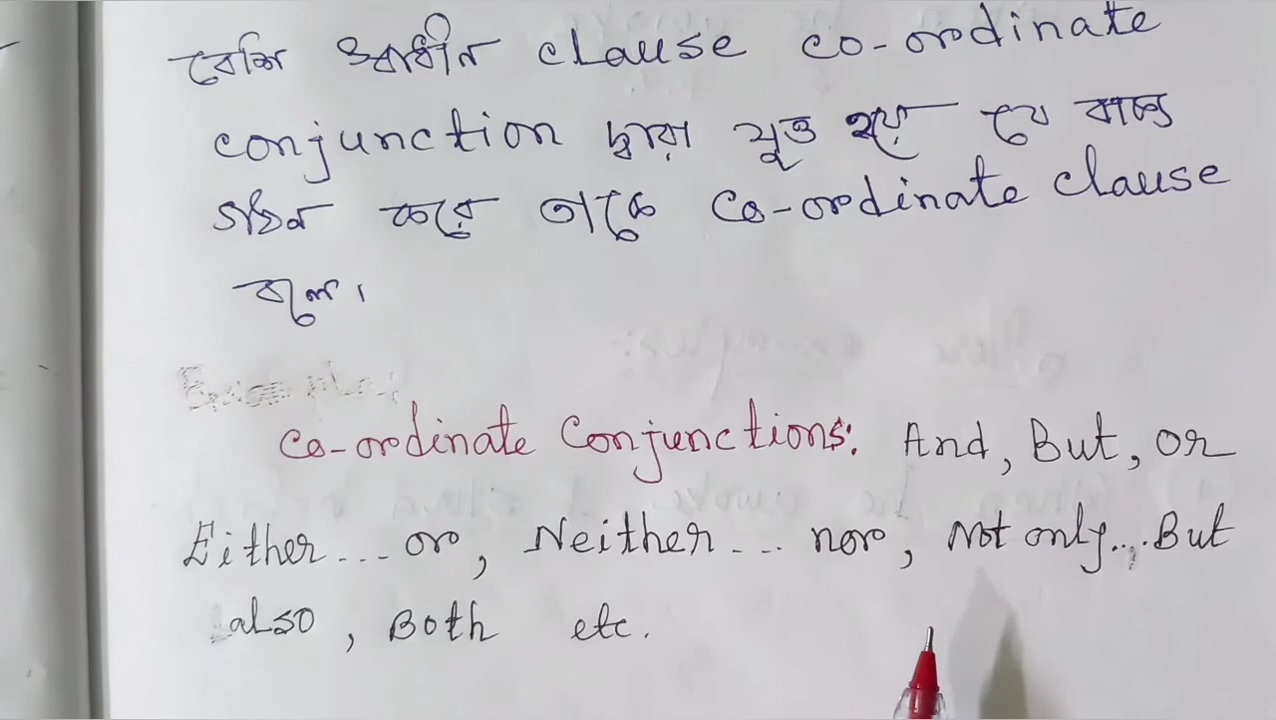 বেশি স্বাধীন clause co-ordinate
conjunction দ্বারা যুক্ত হয়ে যে বাক্য
গঠন করে তাকে co-ordinate clause
বলে।
Example:
Co-ordinate Conjunctions: And, But, or
Either... or, Neither... nor, Not only... But
also, Both etc.